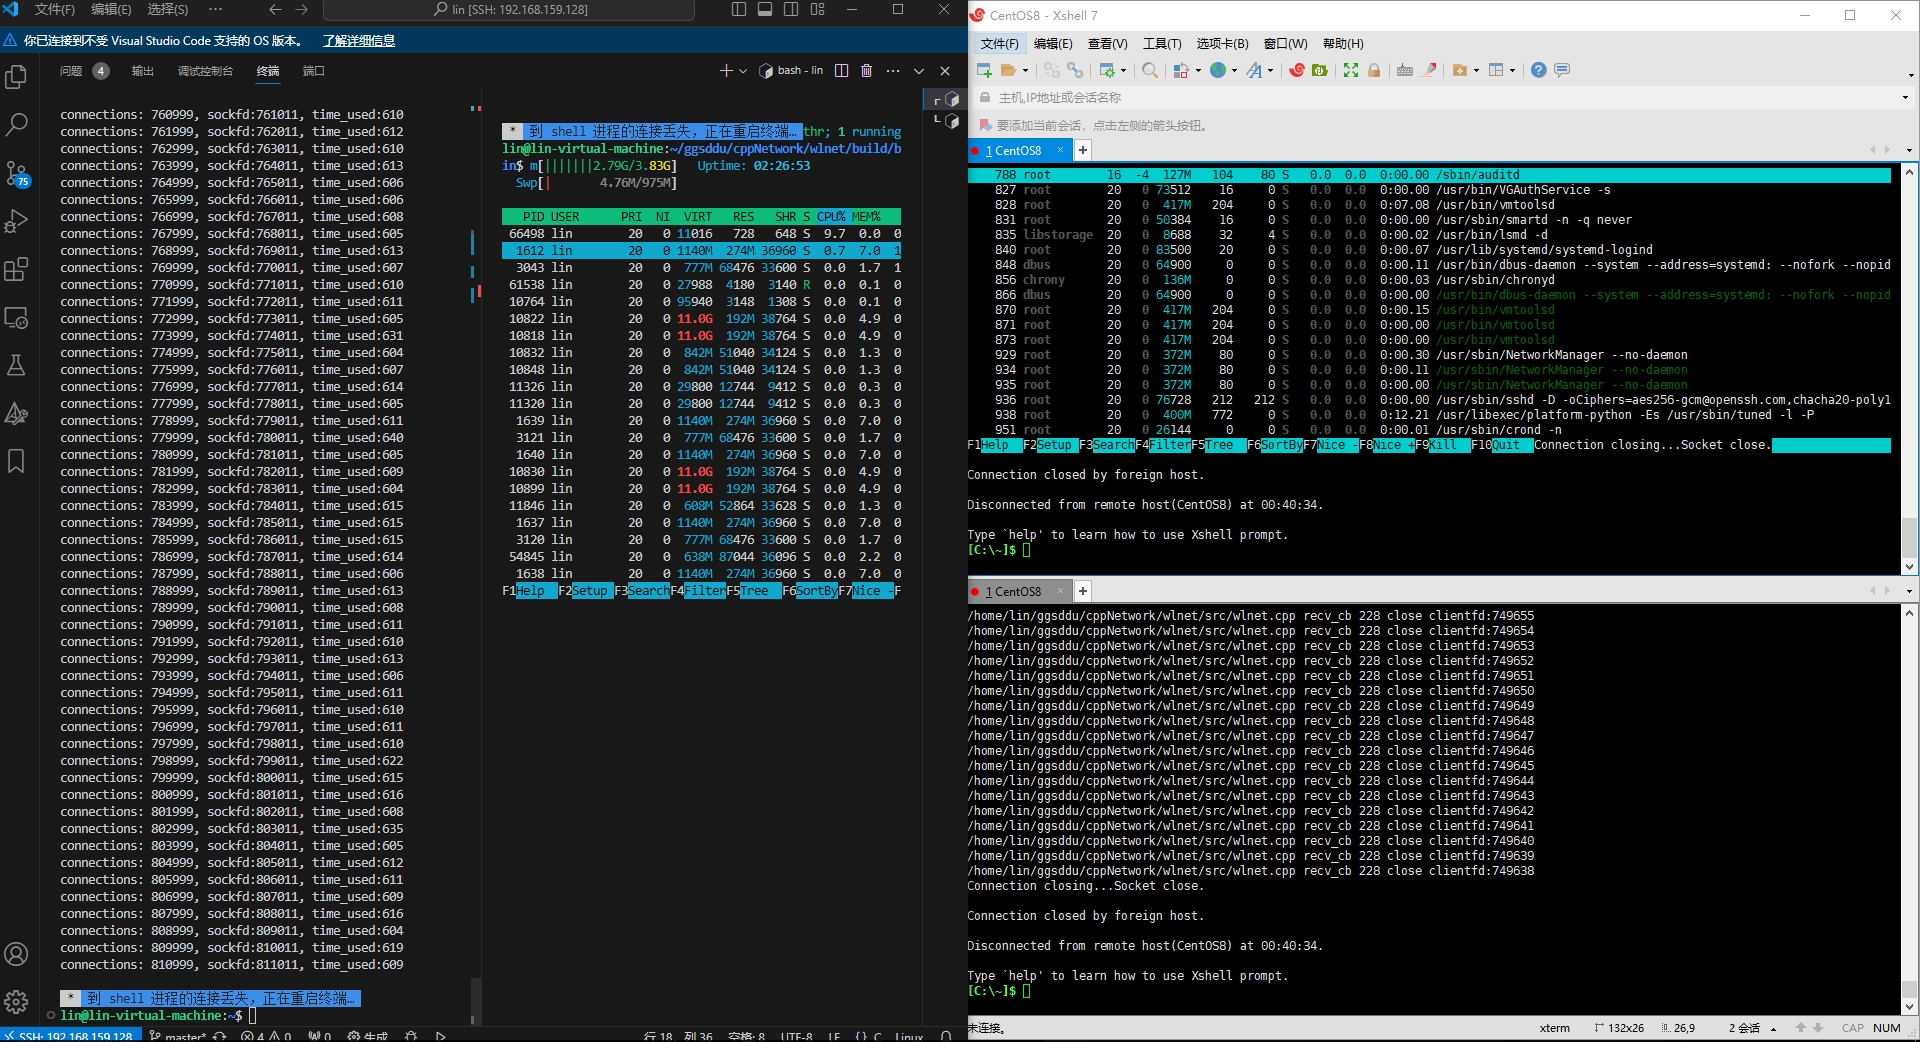 文件(F) 编辑(E) 选择(S) ··· lin [SSH: 192.168.159.128]
你已连接到不受 Visual Studio Code 支持的 OS 版本。 了解详细信息
问题 4 输出 调试控制台 终端 端口 bash - lin
75
connections: 760999, sockfd:761011, time_used:610
connections: 761999, sockfd:762011, time_used:612
connections: 762999, sockfd:763011, time_used:610
connections: 763999, sockfd:764011, time_used:613
connections: 764999, sockfd:765011, time_used:606
connections: 765999, sockfd:766011, time_used:606
connections: 766999, sockfd:767011, time_used:608
connections: 767999, sockfd:768011, time_used:605
connections: 768999, sockfd:769011, time_used:613
connections: 769999, sockfd:770011, time_used:607
connections: 770999, sockfd:771011, time_used:610
connections: 771999, sockfd:772011, time_used:611
connections: 772999, sockfd:773011, time_used:605
connections: 773999, sockfd:774011, time_used:631
connections: 774999, sockfd:775011, time_used:604
connections: 775999, sockfd:776011, time_used:607
connections: 776999, sockfd:777011, time_used:614
connections: 777999, sockfd:778011, time_used:605
connections: 778999, sockfd:779011, time_used:611
connections: 779999, sockfd:780011, time_used:640
connections: 780999, sockfd:781011, time_used:605
connections: 781999, sockfd:782011, time_used:609
connections: 782999, sockfd:783011, time_used:604
connections: 783999, sockfd:784011, time_used:615
connections: 784999, sockfd:785011, time_used:615
connections: 785999, sockfd:786011, time_used:615
connections: 786999, sockfd:787011, time_used:614
connections: 787999, sockfd:788011, time_used:606
connections: 788999, sockfd:789011, time_used:613
connections: 789999, sockfd:790011, time_used:608
connections: 790999, sockfd:791011, time_used:611
connections: 791999, sockfd:792011, time_used:610
connections: 792999, sockfd:793011, time_used:613
connections: 793999, sockfd:794011, time_used:606
connections: 794999, sockfd:795011, time_used:611
connections: 795999, sockfd:796011, time_used:610
connections: 796999, sockfd:797011, time_used:611
connections: 797999, sockfd:798011, time_used:610
connections: 798999, sockfd:799011, time_used:622
connections: 799999, sockfd:800011, time_used:615
connections: 800999, sockfd:801011, time_used:616
connections: 801999, sockfd:802011, time_used:608
connections: 802999, sockfd:803011, time_used:635
connections: 803999, sockfd:804011, time_used:605
connections: 804999, sockfd:805011, time_used:612
connections: 805999, sockfd:806011, time_used:611
connections: 806999, sockfd:807011, time_used:609
connections: 807999, sockfd:808011, time_used:616
connections: 808999, sockfd:809011, time_used:604
connections: 809999, sockfd:810011, time_used:619
connections: 810999, sockfd:811011, time_used:609
* 到 shell 进程的连接丢失，正在重启终端…
lin@lin-virtual-machine:~$
* 到 shell 进程的连接丢失，正在重启终端… thr; 1 running
lin@lin-virtual-machine:~/ggsddu/cppNetwork/wlnet/build/b
in$ m[|||||||2.79G/3.83G] Uptime: 02:26:53
Swp[| 4.76M/975M]
PID USER PRI NI VIRT RES SHR S CPU% MEM%
66498 lin 20 0 11016 728 648 S 9.7 0.0 0
1612 lin 20 0 1140M 274M 36960 S 0.7 7.0 1
3043 lin 20 0 777M 68476 33600 S 0.0 1.7 1
61538 lin 20 0 27988 4180 3140 R 0.0 0.1 0
10764 lin 20 0 95940 3148 1308 S 0.0 0.1 0
10822 lin 20 0 11.0G 192M 38764 S 0.0 4.9 0
10818 lin 20 0 11.0G 192M 38764 S 0.0 4.9 0
10832 lin 20 0 842M 51040 34124 S 0.0 1.3 0
10848 lin 20 0 842M 51040 34124 S 0.0 1.3 0
11326 lin 20 0 29800 12744 9412 S 0.0 0.3 0
11320 lin 20 0 29800 12744 9412 S 0.0 0.3 0
1639 lin 20 0 1140M 274M 36960 S 0.0 7.0 0
3121 lin 20 0 777M 68476 33600 S 0.0 1.7 0
1640 lin 20 0 1140M 274M 36960 S 0.0 7.0 0
10830 lin 20 0 11.0G 192M 38764 S 0.0 4.9 0
10899 lin 20 0 11.0G 192M 38764 S 0.0 4.9 0
11846 lin 20 0 608M 52864 33628 S 0.0 1.3 0
1637 lin 20 0 1140M 274M 36960 S 0.0 7.0 0
3120 lin 20 0 777M 68476 33600 S 0.0 1.7 0
54845 lin 20 0 638M 87044 36096 S 0.0 2.2 0
1638 lin 20 0 1140M 274M 36960 S 0.0 7.0 0
F1Help F2Setup F3SearchF4FilterF5Tree F6SortByF7Nice -F
SSH: 192.168.159.128 master* 4 0 0 生成 行 18, 列 36 空格: 8 UTF-8 LF {} C Linux
CentOS8 - Xshell 7
文件(F) 编辑(E) 查看(V) 工具(T) 选项卡(B) 窗口(W) 帮助(H)
主机,IP地址或会话名称
要添加当前会话，点击左侧的箭头按钮。
1 CentOS8 × +
788 root 16 -4 127M 104 80 S 0.0 0.0 0:00.00 /sbin/auditd
827 root 20 0 73512 16 0 S 0.0 0.0 0:00.00 /usr/bin/VGAuthService -s
828 root 20 0 417M 204 0 S 0.0 0.0 0:07.08 /usr/bin/vmtoolsd
831 root 20 0 50384 16 0 S 0.0 0.0 0:00.00 /usr/sbin/smartd -n -q never
835 libstorage 20 0 8688 32 4 S 0.0 0.0 0:00.02 /usr/bin/lsmd -d
840 root 20 0 83500 20 0 S 0.0 0.0 0:00.07 /usr/lib/systemd/systemd-logind
848 dbus 20 0 64900 0 0 S 0.0 0.0 0:00.11 /usr/bin/dbus-daemon --system --address=systemd: --nofork --nopid
856 chrony 20 0 136M 0 0 S 0.0 0.0 0:00.03 /usr/sbin/chronyd
866 dbus 20 0 64900 0 0 S 0.0 0.0 0:00.00 /usr/bin/dbus-daemon --system --address=systemd: --nofork --nopid
870 root 20 0 417M 204 0 S 0.0 0.0 0:00.15 /usr/bin/vmtoolsd
871 root 20 0 417M 204 0 S 0.0 0.0 0:00.00 /usr/bin/vmtoolsd
873 root 20 0 417M 204 0 S 0.0 0.0 0:00.00 /usr/bin/vmtoolsd
929 root 20 0 372M 80 0 S 0.0 0.0 0:00.30 /usr/sbin/NetworkManager --no-daemon
934 root 20 0 372M 80 0 S 0.0 0.0 0:00.11 /usr/sbin/NetworkManager --no-daemon
935 root 20 0 372M 80 0 S 0.0 0.0 0:00.00 /usr/sbin/NetworkManager --no-daemon
936 root 20 0 76728 212 212 S 0.0 0.0 0:00.00 /usr/sbin/sshd -D -oCiphers=aes256-gcm@openssh.com,chacha20-poly1
938 root 20 0 400M 772 0 S 0.0 0.0 0:12.21 /usr/libexec/platform-python -Es /usr/sbin/tuned -l -P
951 root 20 0 26144 0 0 S 0.0 0.0 0:00.01 /usr/sbin/crond -n
F1Help F2Setup F3SearchF4FilterF5Tree F6SortByF7Nice -F8Nice +F9Kill F10Quit Connection closing...Socket close.
Connection closed by foreign host.
Disconnected from remote host(CentOS8) at 00:40:34.
Type `help' to learn how to use Xshell prompt.
[C:\~]$
1 CentOS8 × +
/home/lin/ggsddu/cppNetwork/wlnet/src/wlnet.cpp recv_cb 228 close clientfd:749655
/home/lin/ggsddu/cppNetwork/wlnet/src/wlnet.cpp recv_cb 228 close clientfd:749654
/home/lin/ggsddu/cppNetwork/wlnet/src/wlnet.cpp recv_cb 228 close clientfd:749653
/home/lin/ggsddu/cppNetwork/wlnet/src/wlnet.cpp recv_cb 228 close clientfd:749652
/home/lin/ggsddu/cppNetwork/wlnet/src/wlnet.cpp recv_cb 228 close clientfd:749651
/home/lin/ggsddu/cppNetwork/wlnet/src/wlnet.cpp recv_cb 228 close clientfd:749650
/home/lin/ggsddu/cppNetwork/wlnet/src/wlnet.cpp recv_cb 228 close clientfd:749649
/home/lin/ggsddu/cppNetwork/wlnet/src/wlnet.cpp recv_cb 228 close clientfd:749648
/home/lin/ggsddu/cppNetwork/wlnet/src/wlnet.cpp recv_cb 228 close clientfd:749647
/home/lin/ggsddu/cppNetwork/wlnet/src/wlnet.cpp recv_cb 228 close clientfd:749646
/home/lin/ggsddu/cppNetwork/wlnet/src/wlnet.cpp recv_cb 228 close clientfd:749645
/home/lin/ggsddu/cppNetwork/wlnet/src/wlnet.cpp recv_cb 228 close clientfd:749644
/home/lin/ggsddu/cppNetwork/wlnet/src/wlnet.cpp recv_cb 228 close clientfd:749643
/home/lin/ggsddu/cppNetwork/wlnet/src/wlnet.cpp recv_cb 228 close clientfd:749642
/home/lin/ggsddu/cppNetwork/wlnet/src/wlnet.cpp recv_cb 228 close clientfd:749641
/home/lin/ggsddu/cppNetwork/wlnet/src/wlnet.cpp recv_cb 228 close clientfd:749640
/home/lin/ggsddu/cppNetwork/wlnet/src/wlnet.cpp recv_cb 228 close clientfd:749639
/home/lin/ggsddu/cppNetwork/wlnet/src/wlnet.cpp recv_cb 228 close clientfd:749638
Connection closing...Socket close.
Connection closed by foreign host.
Disconnected from remote host(CentOS8) at 00:40:34.
Type `help' to learn how to use Xshell prompt.
[C:\~]$
未连接。 xterm 132x26 26,9 2 会话 CAP NUM